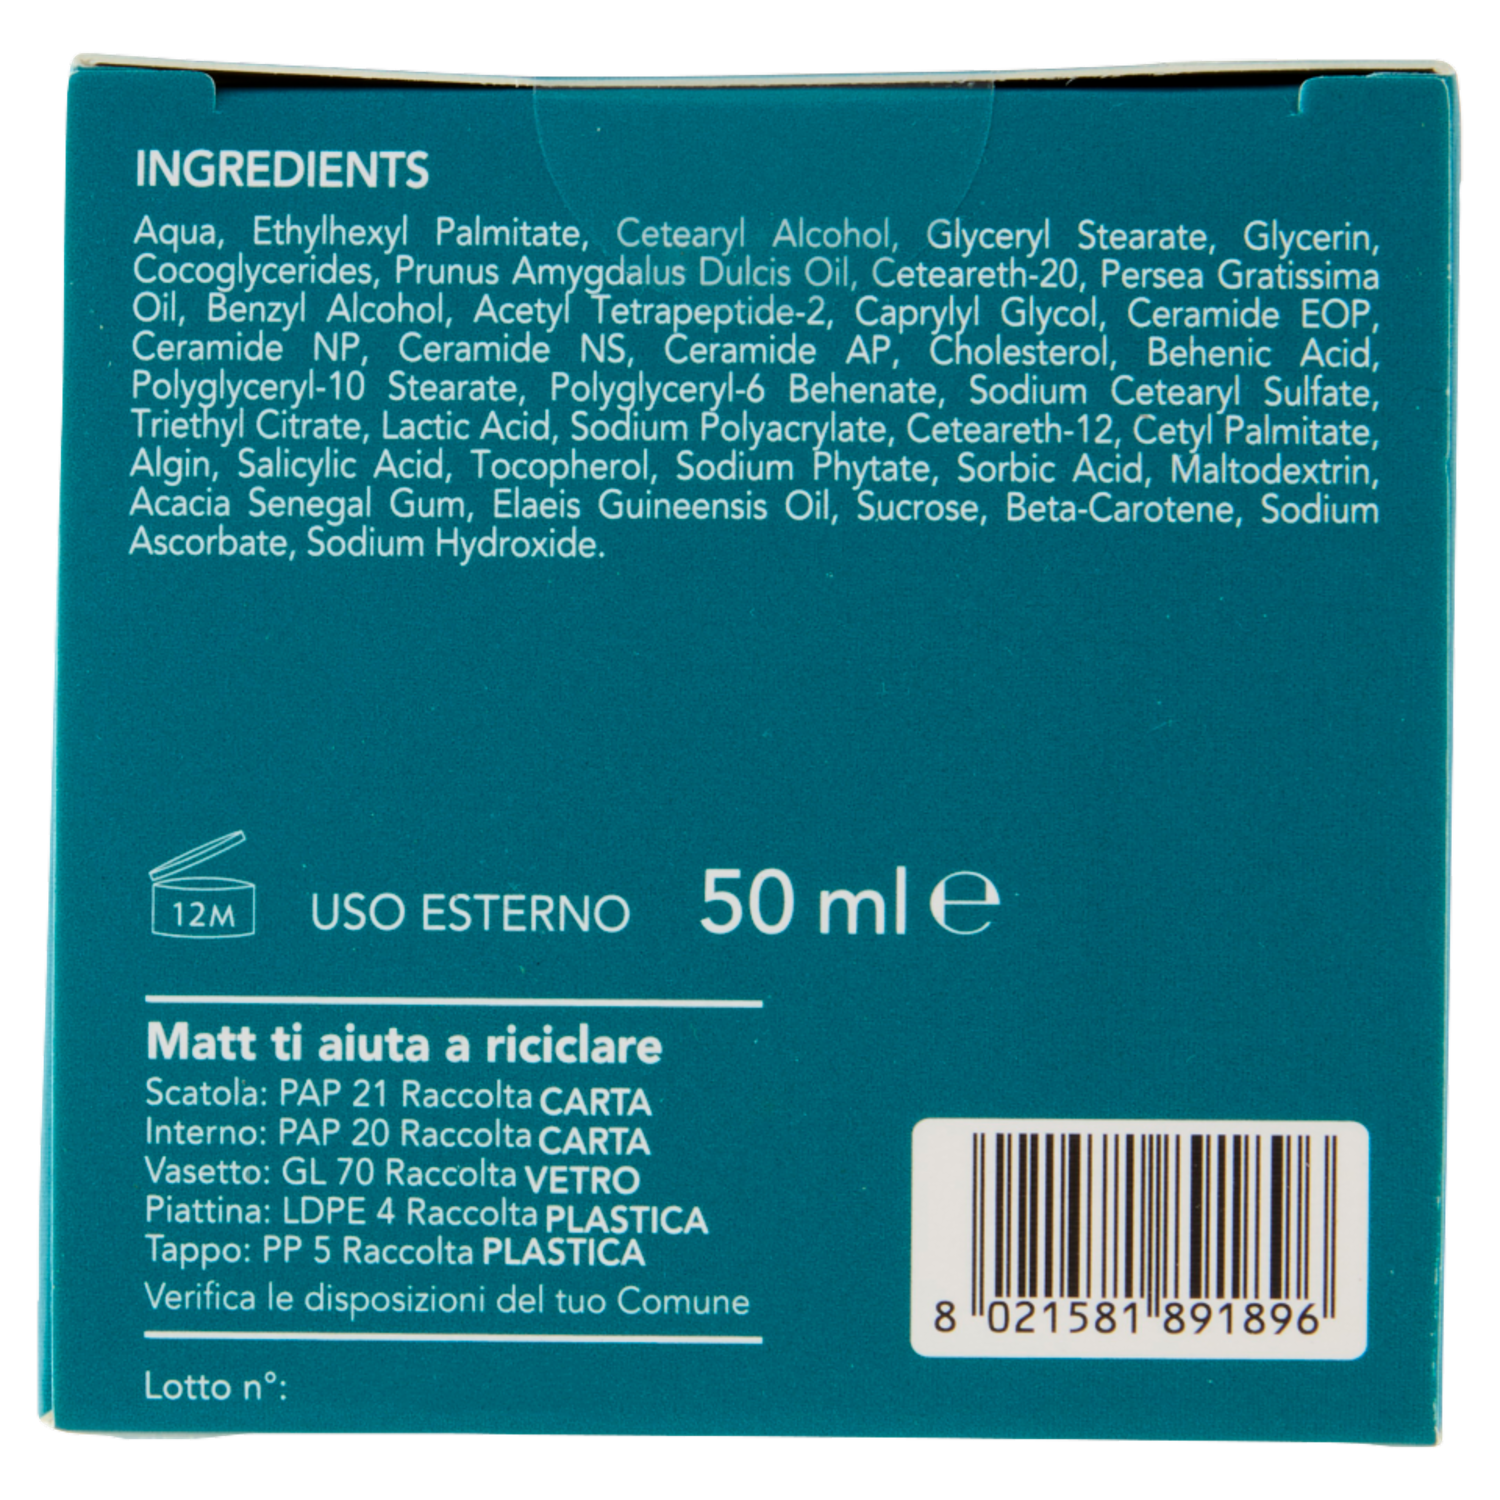 INGREDIENTS
Aqua, Ethylhexyl Palmitate, Cetearyl Alcohol, Glyceryl Stearate, Glycerin,
Cocoglycerides, Prunus Amygdalus Dulcis Oil, Ceteareth-20, Persea Gratissima
Oil, Benzyl Alcohol, Acetyl Tetrapeptide-2, Caprylyl Glycol, Ceramide EOP,
Ceramide NP, Ceramide NS, Ceramide AP, Cholesterol, Behenic Acid,
Polyglyceryl-10 Stearate, Polyglyceryl-6 Behenate, Sodium Cetearyl Sulfate,
Triethyl Citrate, Lactic Acid, Sodium Polyacrylate, Ceteareth-12, Cetyl Palmitate,
Algin, Salicylic Acid, Tocopherol, Sodium Phytate, Sorbic Acid, Maltodextrin,
Acacia Senegal Gum, Elaeis Guineensis Oil, Sucrose, Beta-Carotene, Sodium
Ascorbate, Sodium Hydroxide.
12M USO ESTERNO 50 ml ℮
Matt ti aiuta a riciclare
Scatola: PAP 21 Raccolta CARTA
Interno: PAP 20 Raccolta CARTA
Vasetto: GL 70 Raccolta VETRO
Piattina: LDPE 4 Raccolta PLASTICA
Tappo: PP 5 Raccolta PLASTICA
Verifica le disposizioni del tuo Comune
8 021581 891896
Lotto n°: